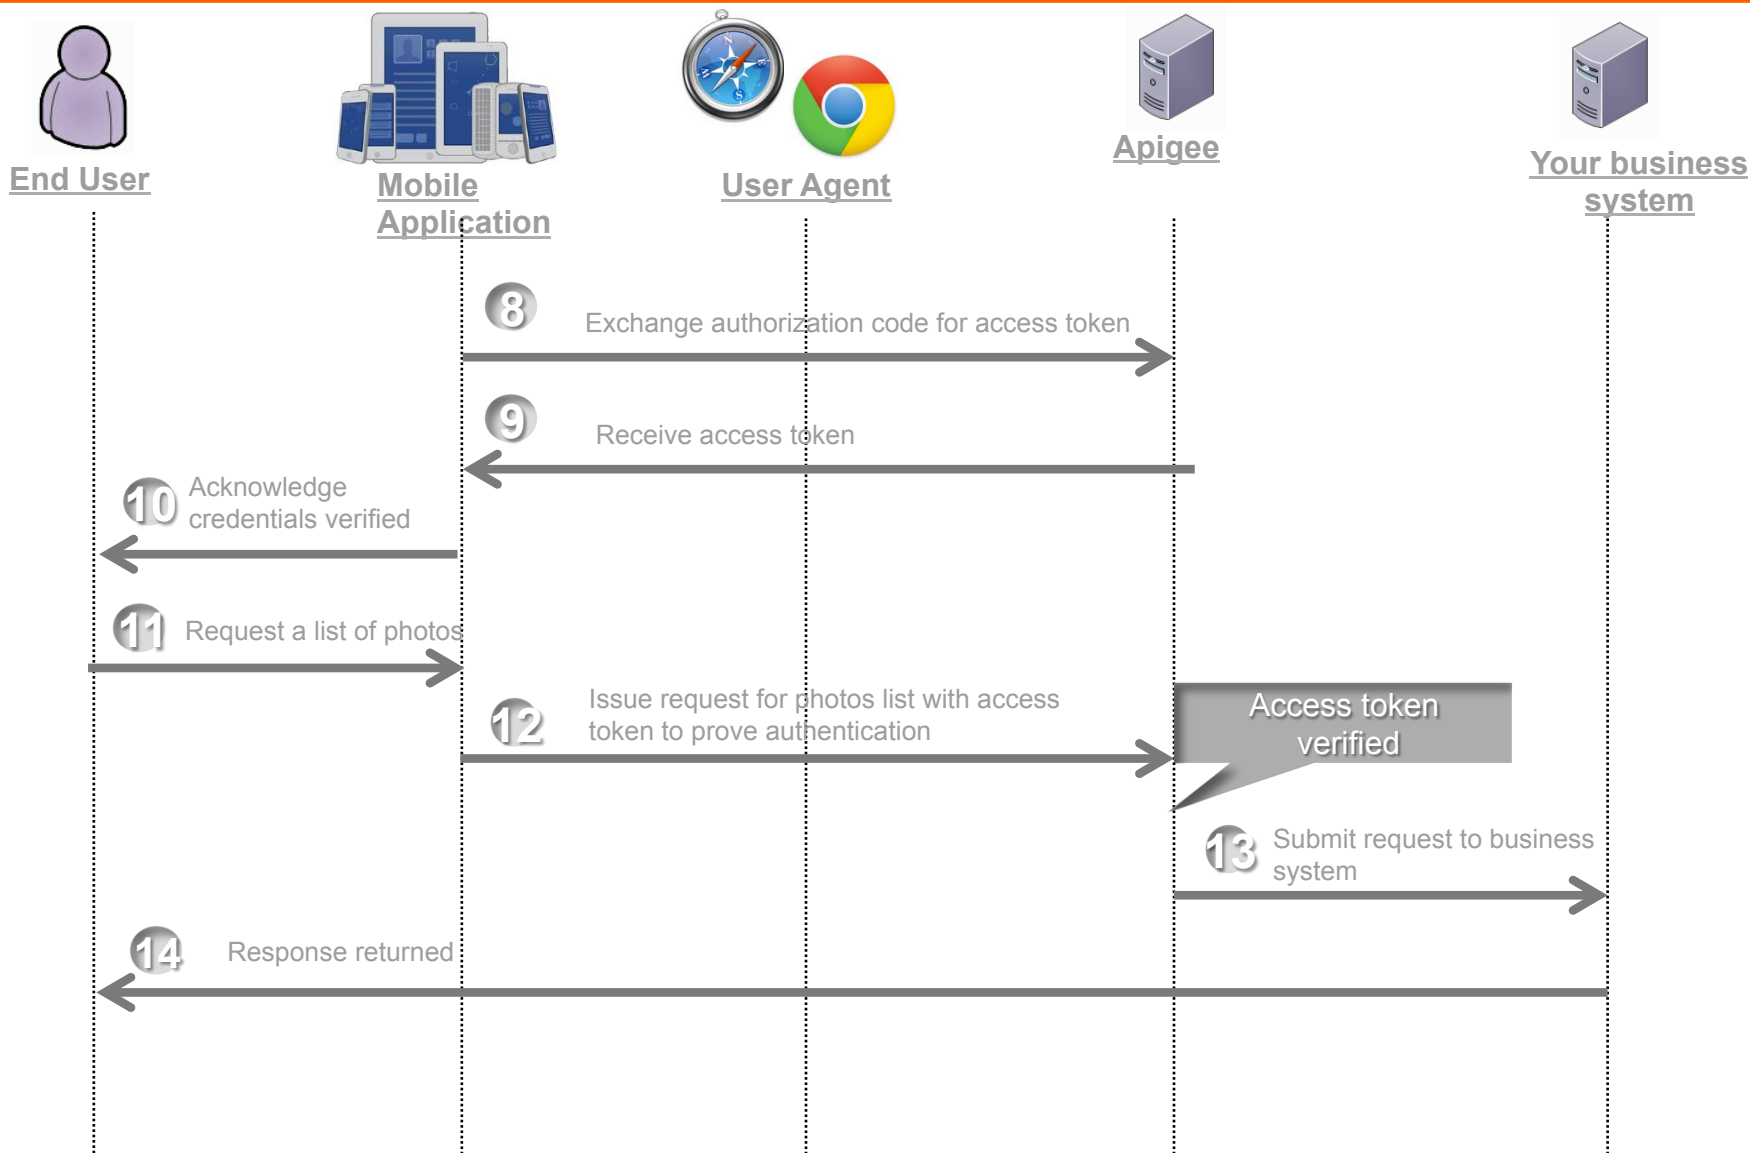 End User
Mobile
Application
User Agent
Apigee
Your business
system
8
Exchange authorization code for access token
9
Receive access token
10
Acknowledge
credentials verified
11
Request a list of photos
12
Issue request for photos list with access
token to prove authentication
Access token
verified
13
Submit request to business
system
14
Response returned